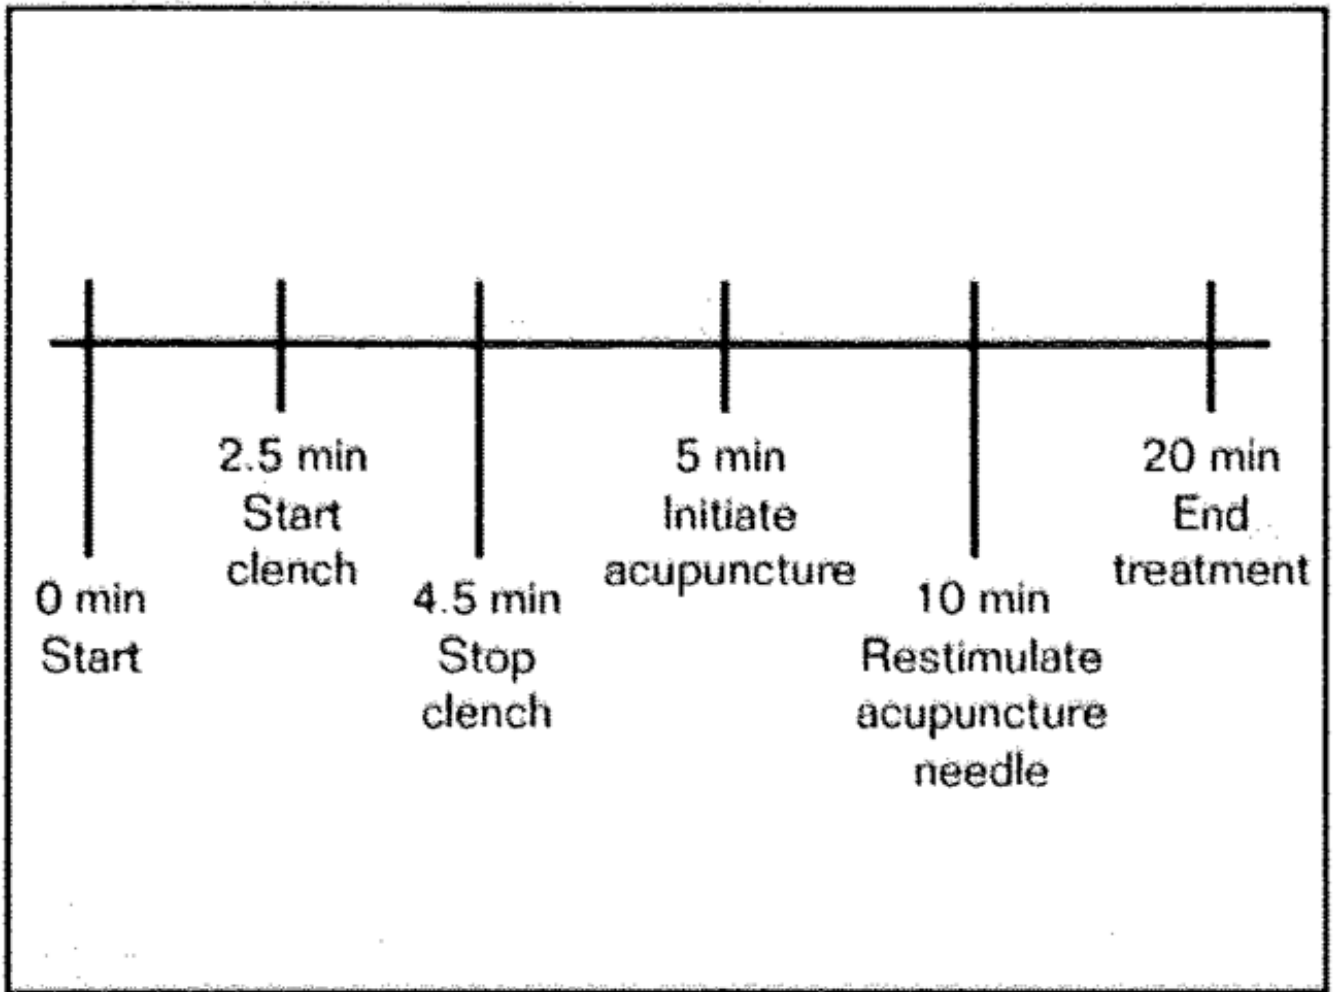 0 min
Start
2.5 min
Start
clench
4.5 min
Stop
clench
5 min
Initiate
acupuncture
10 min
Restimulate
acupuncture
needle
20 min
End
treatment